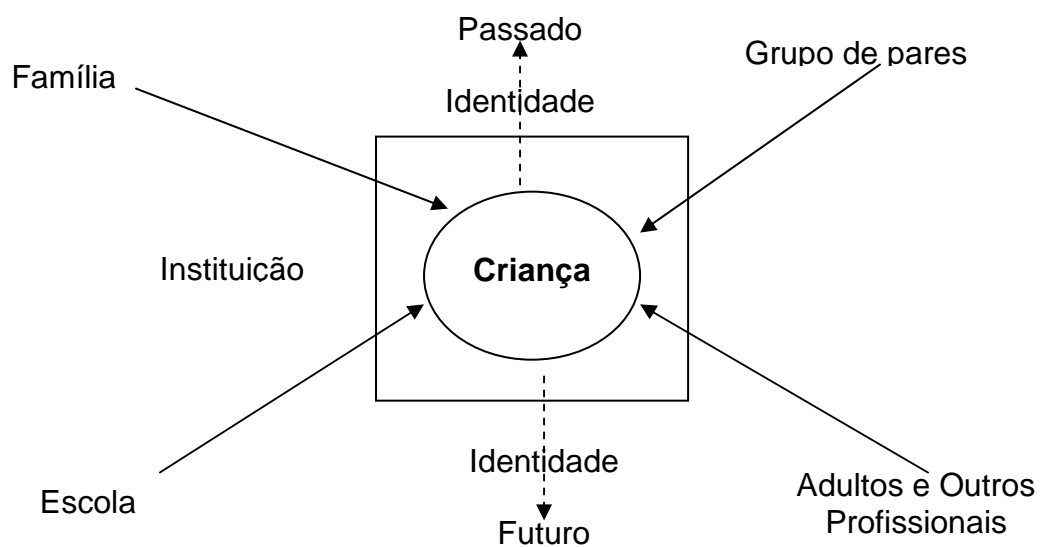 Passado
Grupo de pares
Família
Identidade
Instituição
Criança
Identidade
Escola
Adultos e Outros
Profissionais
Futuro